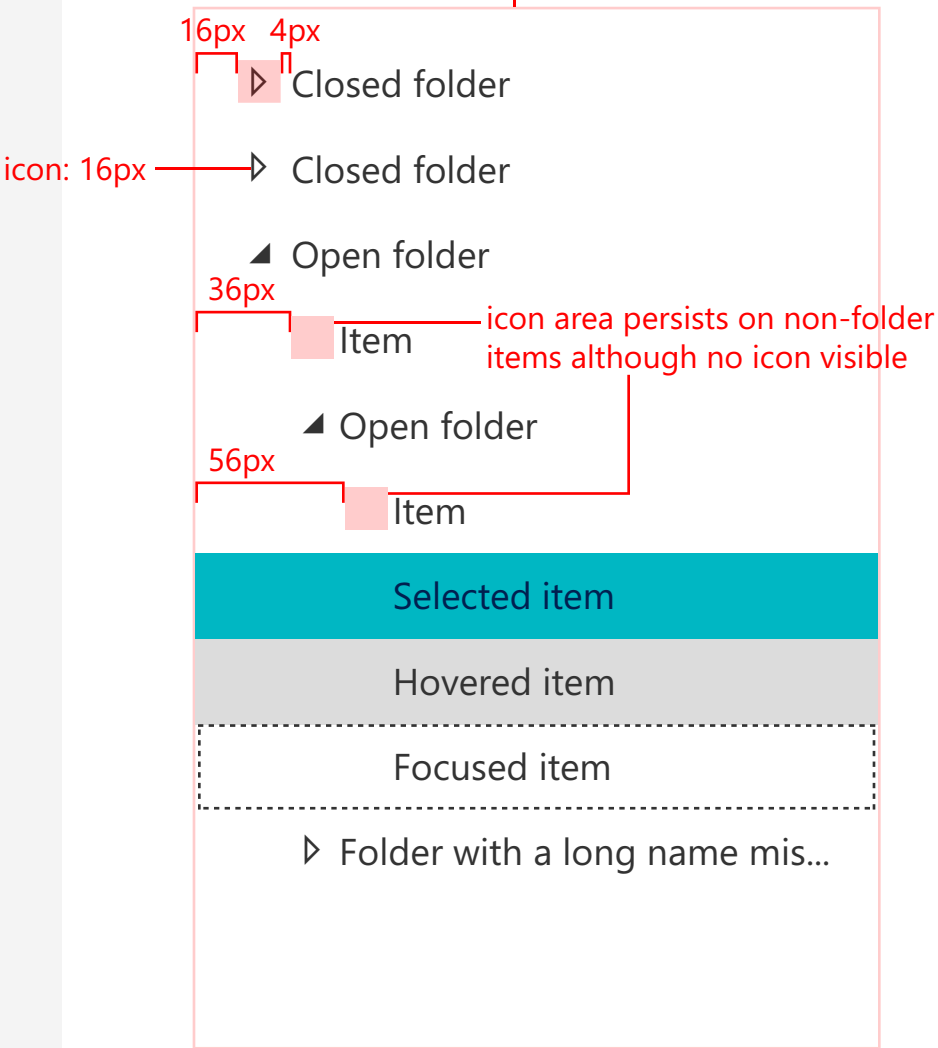 16px 4px
Closed folder
icon: 16px
Closed folder
Open folder
36px
icon area persists on non-folder
items although no icon visible
Item
Open folder
56px
Item
Selected item
Hovered item
Focused item
Folder with a long name mis...